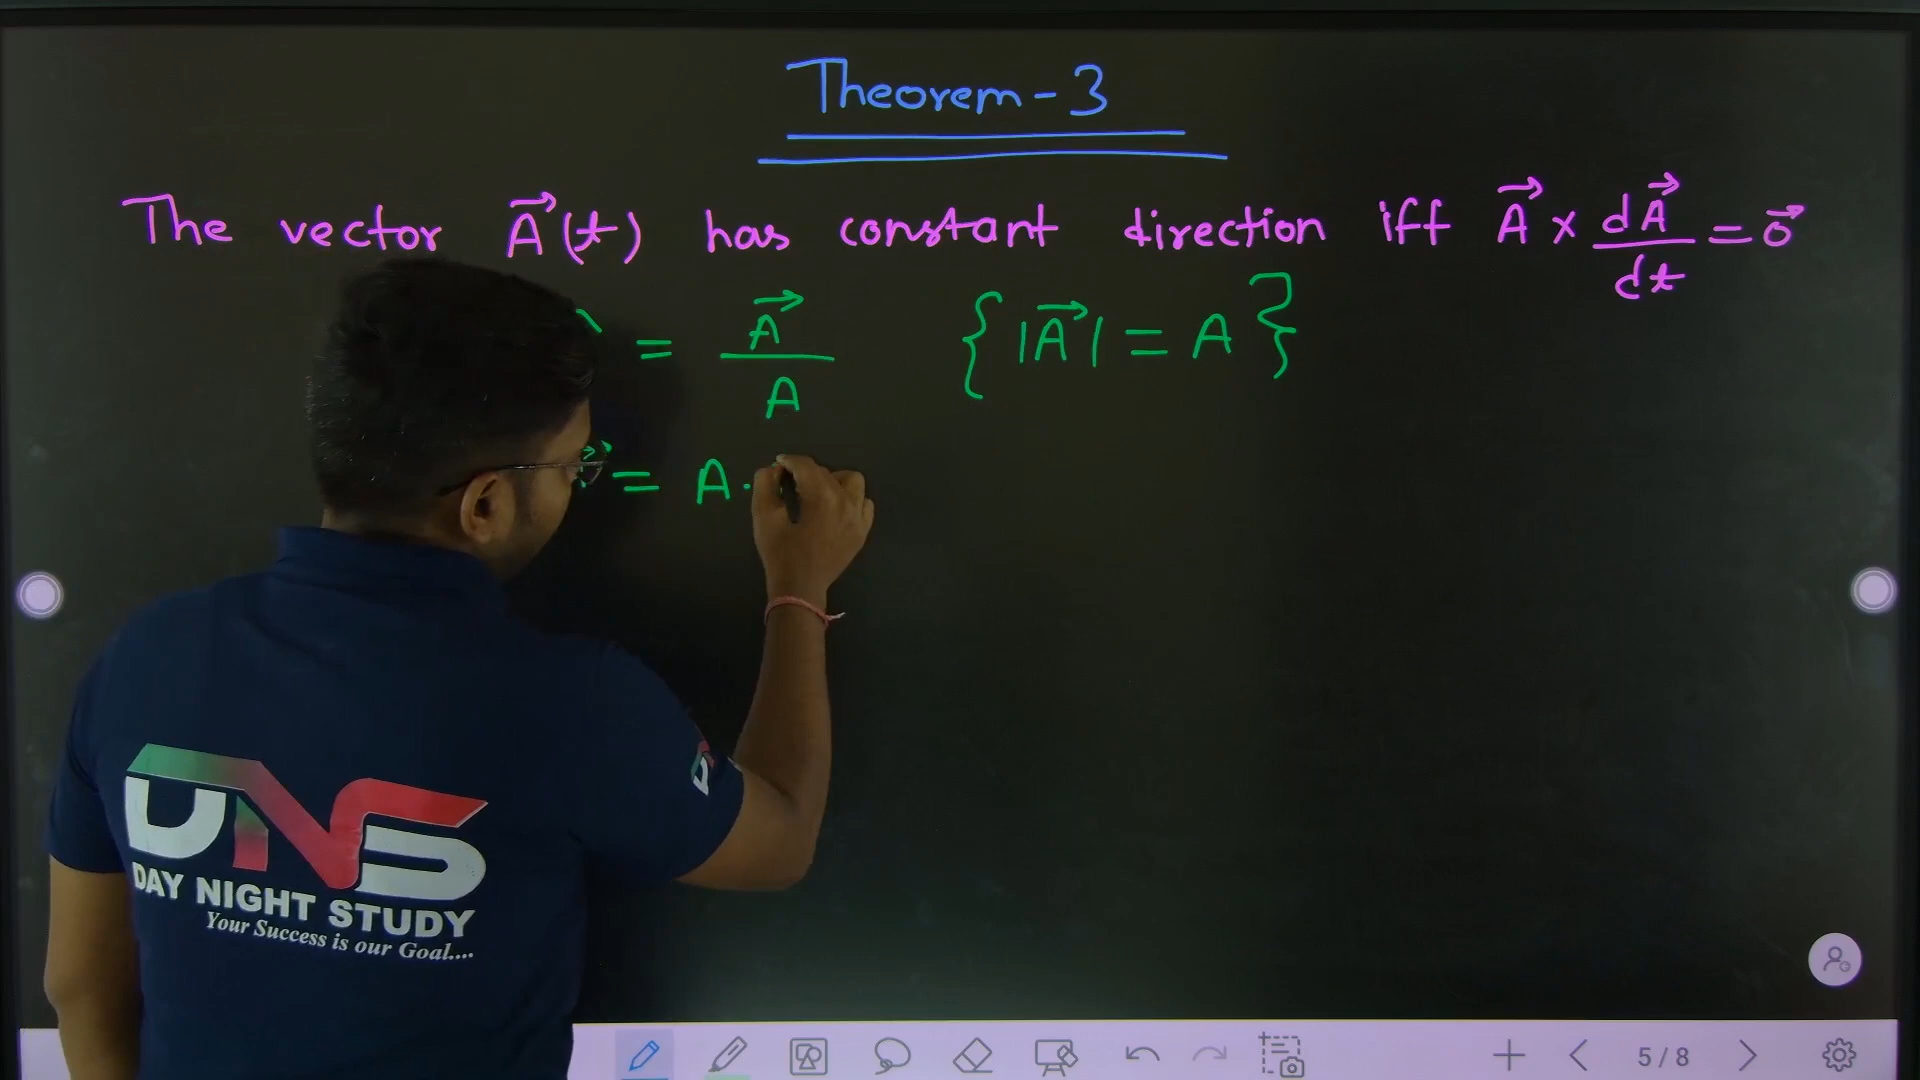 Theorem - 3
The vector A⃗(t) has constant direction iff A⃗ × dA⃗/dt = 0⃗
= A⃗/A {|A⃗| = A}
= A.
UNS
DAY NIGHT STUDY
Your Success is our Goal....
5/8